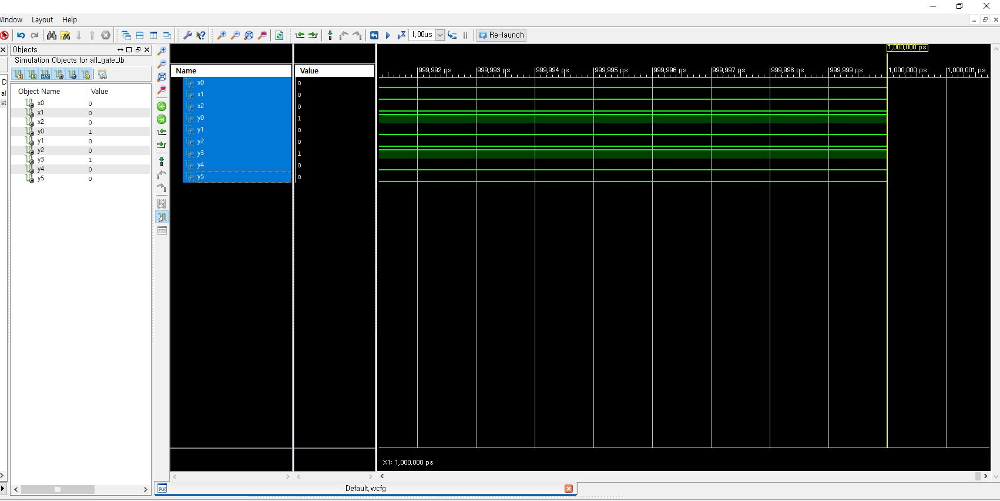 Window Layout Help
1.00us Re-launch
Objects
Simulation Objects for all_gate_tb
Object Name Value
x0 0
x1 0
x2 0
y0 1
y1 0
y2 0
y3 1
y4 0
y5 0
D
al
st
Name Value
x0 0
x1 0
x2 0
y0 1
y1 0
y2 0
y3 1
y4 0
y5 0
1,000,000 ps
999,992 ps 999,993 ps 999,994 ps 999,995 ps 999,996 ps 999,997 ps 999,998 ps 999,999 ps 1,000,000 ps 1,000,001 ps
X1: 1,000,000 ps
Default.wcfg